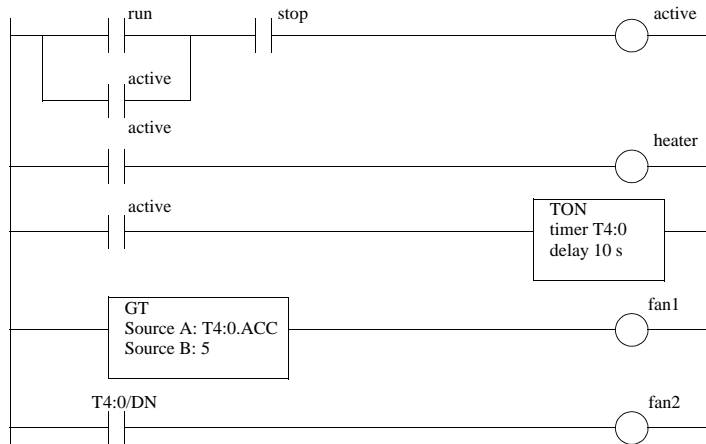 run
stop
active
active
active
heater
active
TON
timer T4:0
delay 10 s
GT
Source A: T4:0.ACC
Source B: 5
fan1
T4:0/DN
fan2